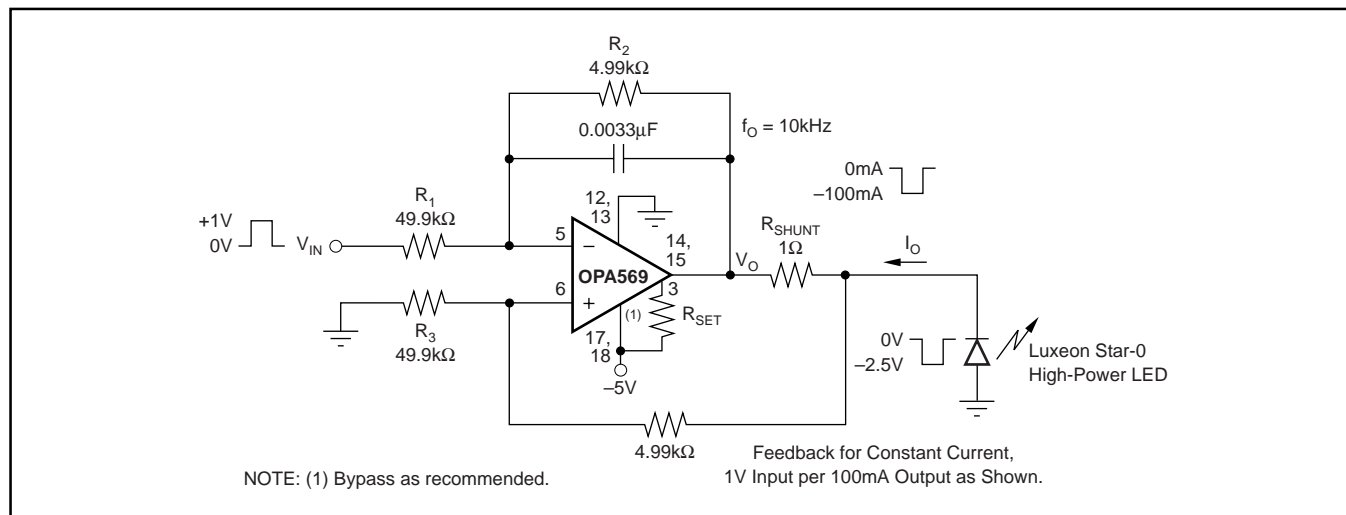 R2
4.99kΩ
0.0033µF
fO = 10kHz
0mA
–100mA
R1
49.9kΩ
+1V
0V
VIN
12,
13
5
–
14,
15
OPA569
VO
RSHUNT
1Ω
IO
6
+
3
(1)
RSET
R3
49.9kΩ
17,
18
–5V
0V
–2.5V
Luxeon Star-0
High-Power LED
4.99kΩ
Feedback for Constant Current,
1V Input per 100mA Output as Shown.
NOTE: (1) Bypass as recommended.